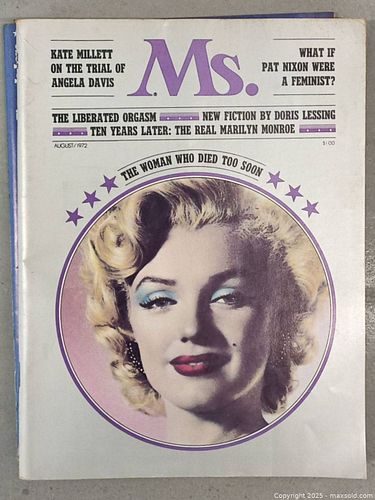 KATE MILLETT
ON THE TRIAL OF
ANGELA DAVIS
Ms.
WHAT IF
PAT NIXON WERE
A FEMINIST?
THE LIBERATED ORGASM NEW FICTION BY DORIS LESSING
TEN YEARS LATER: THE REAL MARILYN MONROE
AUGUST/1972
$1.00
THE WOMAN WHO DIED TOO SOON
Copyright 2025 - maxsold.com